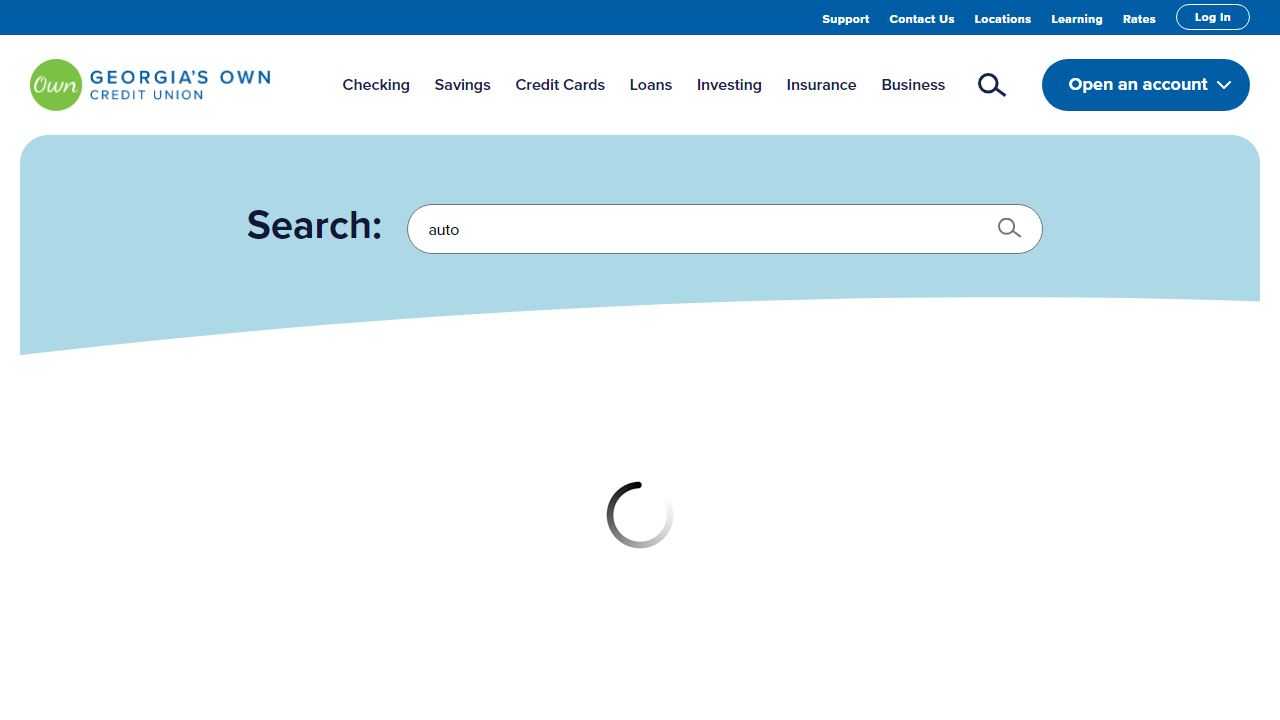 Support Contact Us Locations Learning Rates Log In
Own GEORGIA'S OWN
CREDIT UNION
Checking Savings Credit Cards Loans Investing Insurance Business Open an account
Search: auto